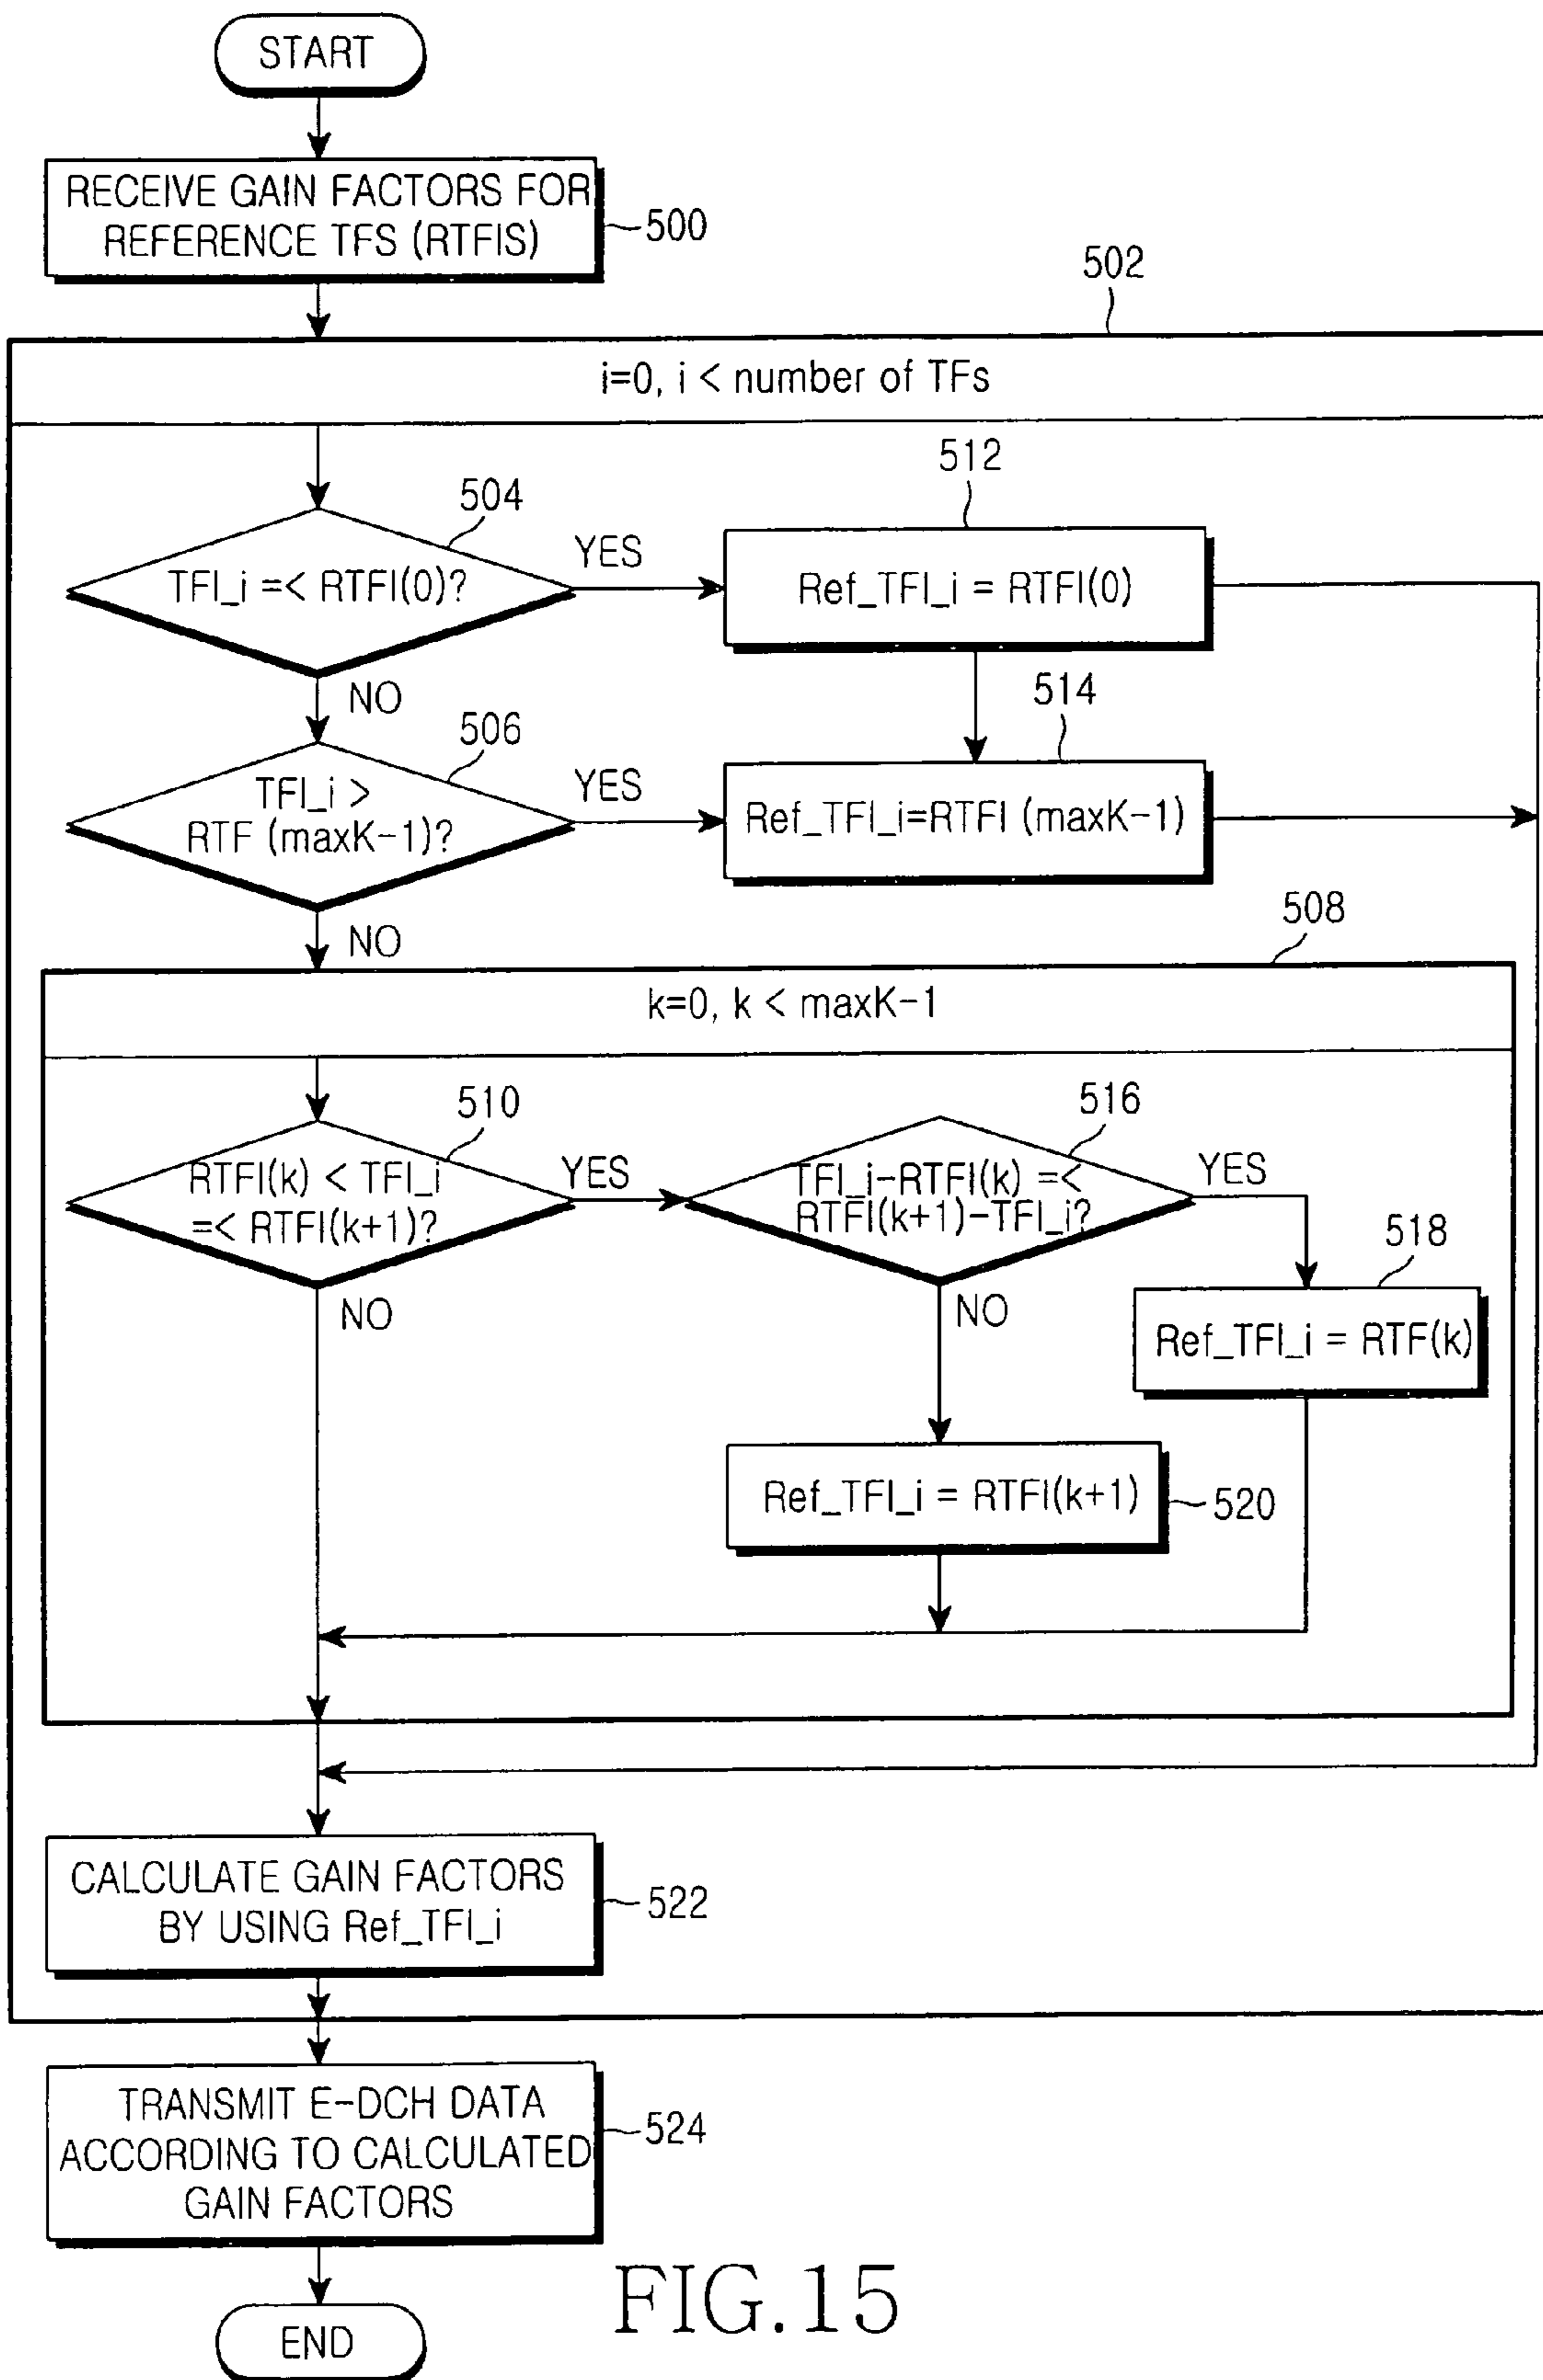 START
RECEIVE GAIN FACTORS FOR
REFERENCE TFS (RTFIS)
500
502
i=0, i < number of TFs
504
TFI_i =< RTFI(0)?
YES
512
Ref_TFI_i = RTFI(0)
NO
506
TFI_i >
RTF (maxK-1)?
YES
514
Ref_TFI_i=RTFI (maxK-1)
NO
508
k=0, k < maxK-1
510
RTFI(k) < TFI_i
=< RTFI(k+1)?
YES
516
TFI_i-RTFI(k) =<
RTFI(k+1)-TFI_i?
YES
518
Ref_TFI_i = RTF(k)
NO
NO
Ref_TFI_i = RTFI(k+1)
520
CALCULATE GAIN FACTORS
BY USING Ref_TFI_i
522
TRANSMIT E-DCH DATA
ACCORDING TO CALCULATED
GAIN FACTORS
524
END
FIG.15